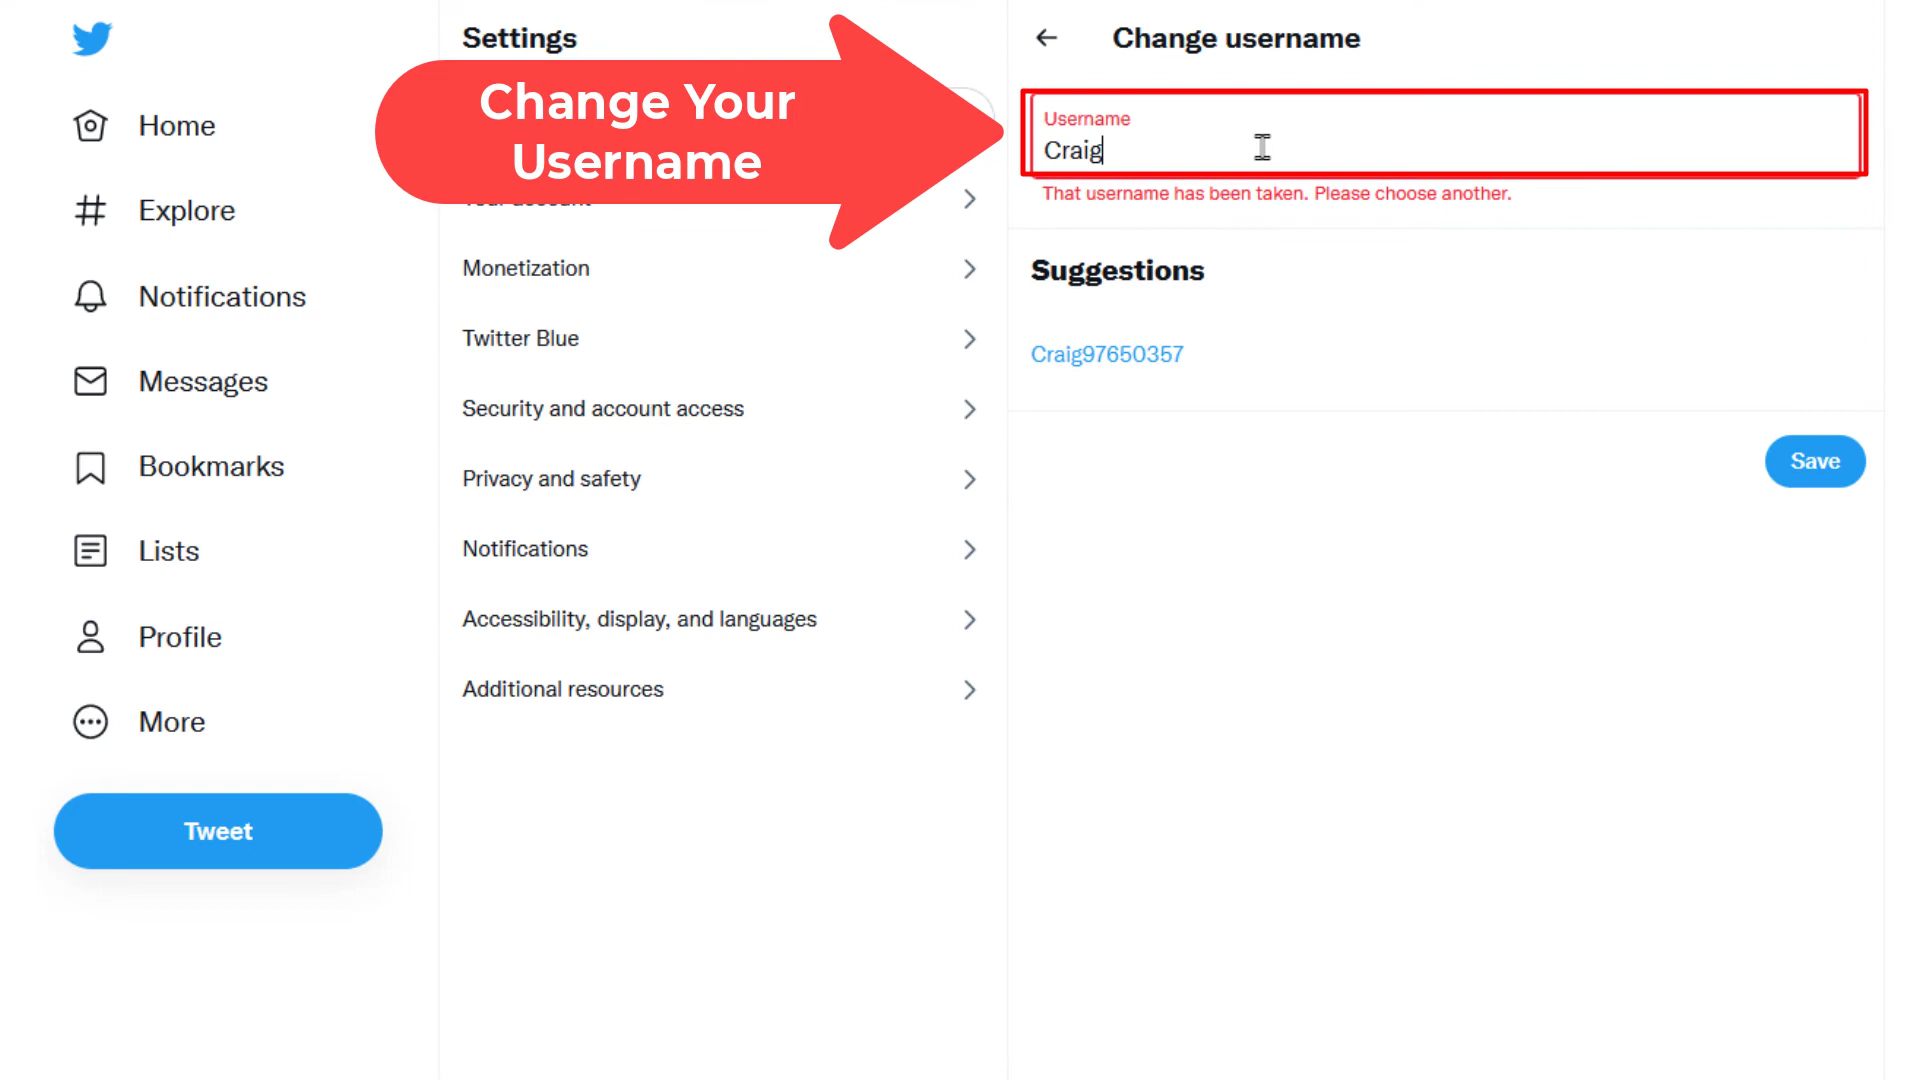 Home
Explore
Notifications
Messages
Bookmarks
Lists
Profile
More
Tweet
Settings
Change Your
Username
Monetization
Twitter Blue
Security and account access
Privacy and safety
Notifications
Accessibility, display, and languages
Additional resources
Change username
Username
Craig
That username has been taken. Please choose another.
Suggestions
Craig97650357
Save